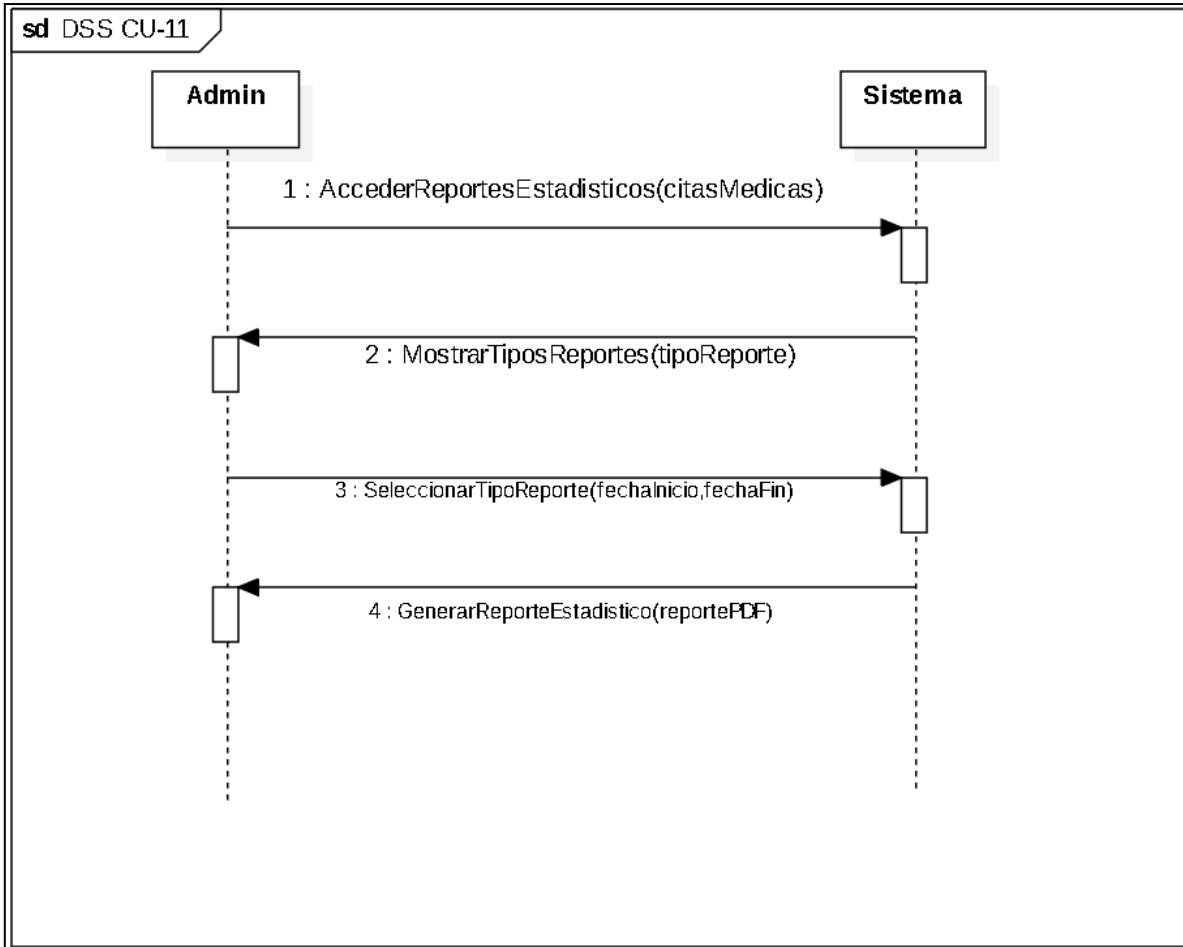 sd DSS CU-11
Admin
Sistema
1 : AccederReportesEstadisticos(citasMedicas)
2 : MostrarTiposReportes(tipoReporte)
3 : SeleccionarTipoReporte(fechaInicio,fechaFin)
4 : GenerarReporteEstadistico(reportePDF)